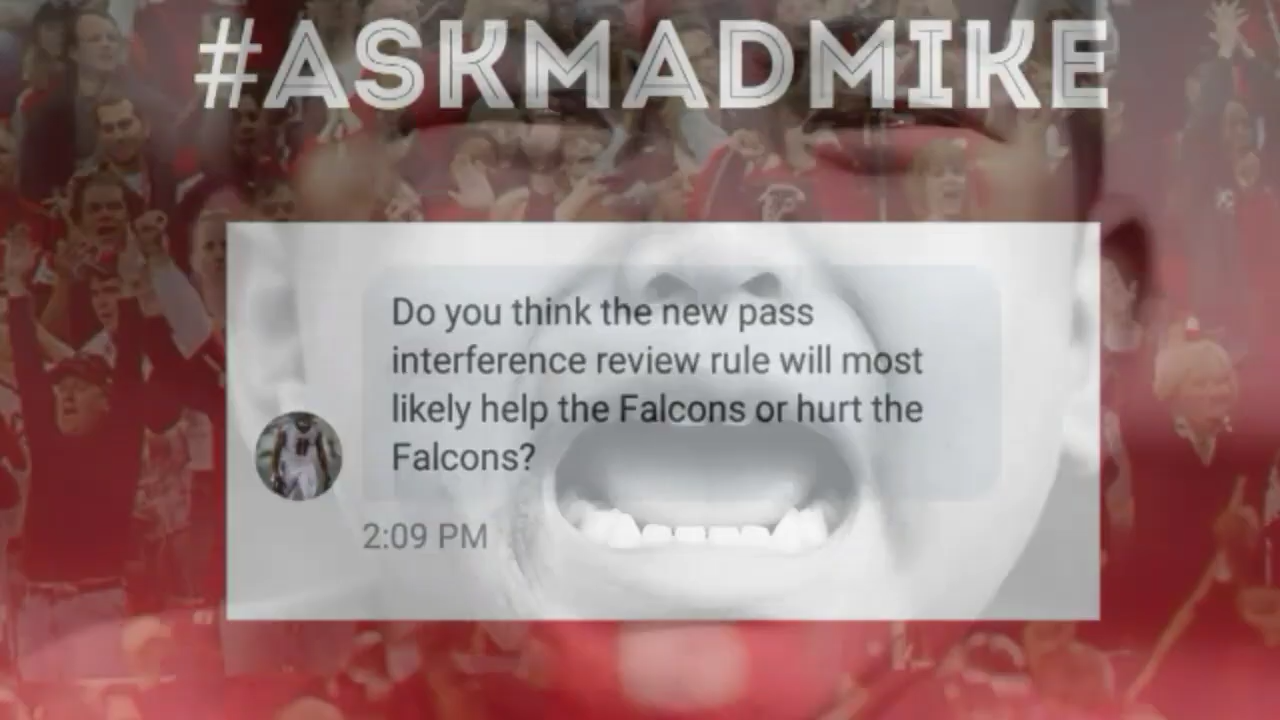 #ASKMADMIKE
Do you think the new pass
interference review rule will most
likely help the Falcons or hurt the
Falcons?
2:09 PM